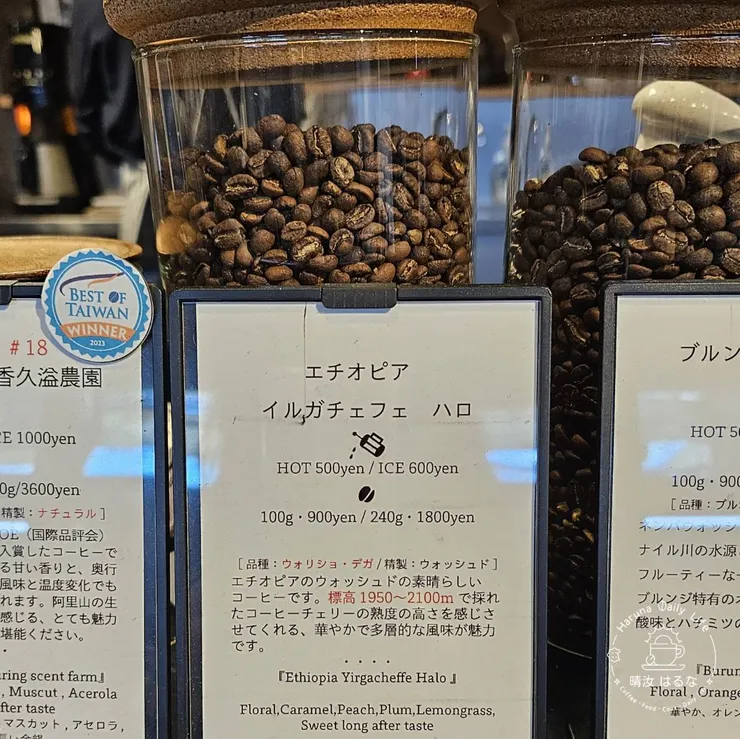 BEST OF
TAIWAN
WINNER
2023
#18
香久溢農園
CE 1000yen
0g/3600yen
精製：ナチュラル］
OE（国際品評会）
入賞したコーヒーで
る甘い香りと、奥行
風味と温度変化でも
れます。阿里山の生
感じる、とても魅力
堪能ください。
uring scent farm』
, Muscut , Acerola
マスカット , アセロラ ,
エチオピア
イルガチェフェ ハロ
HOT 500yen / ICE 600yen
100g・900yen / 240g・1800yen
［ 品種：ウォリショ・デガ / 精製：ウォッシュド ］
エチオピアのウォッシュドの素晴らしい
コーヒーです。標高 1950～2100m で採れ
たコーヒーチェリーの熟度の高さを感じさ
せてくれる、華やかで多層的な風味が魅力
です。
・・・・
『Ethiopia Yirgacheffe Halo 』
Floral,Caramel,Peach,Plum,Lemongrass,
Sweet long after taste
ブルン
HOT 50
100g・900
［ 品種：ブル
ナイル川の水源
フルーティーな
ブルンジ特有の
酸味とハチミツの
『Burun
Floral , Orange
華やか、オレン
Haruna Daily Life
晴汝 はるな